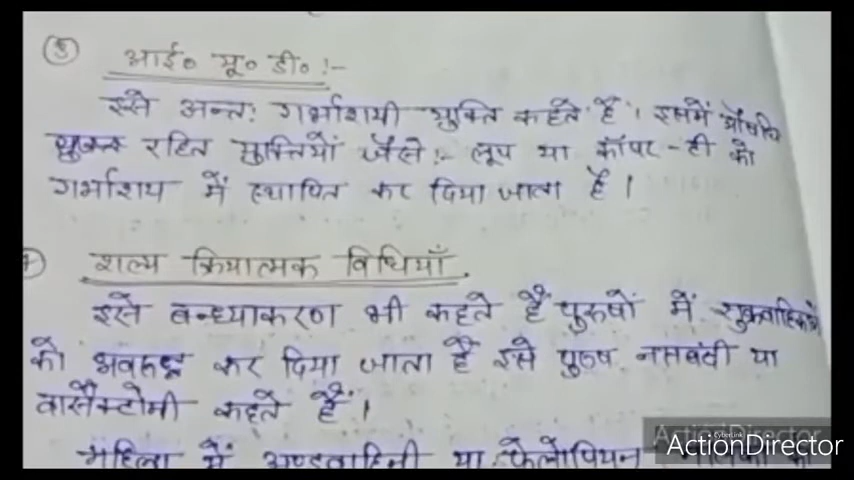 5 आई० यू० डी० :-
इसे अन्तः गर्भाशयी युक्ति कहते हैं । इसमें औषधि
रहित युक्तियों जैसे :- लूप या कॉपर - टी को
गर्भाशय में स्थापित कर दिया जाता है ।
शल्य क्रियात्मक विधियाँ
इसे बन्ध्याकरण भी कहते हैं पुरुषों में शुक्रवाहिकाओं
को अवरुद्ध कर दिया जाता है इसे पुरुष नसबंदी या
वासैक्टोमी कहते हैं ।
महिला में अण्डवाहिनी या फेलोपियन
CyberLink
ActionDirector